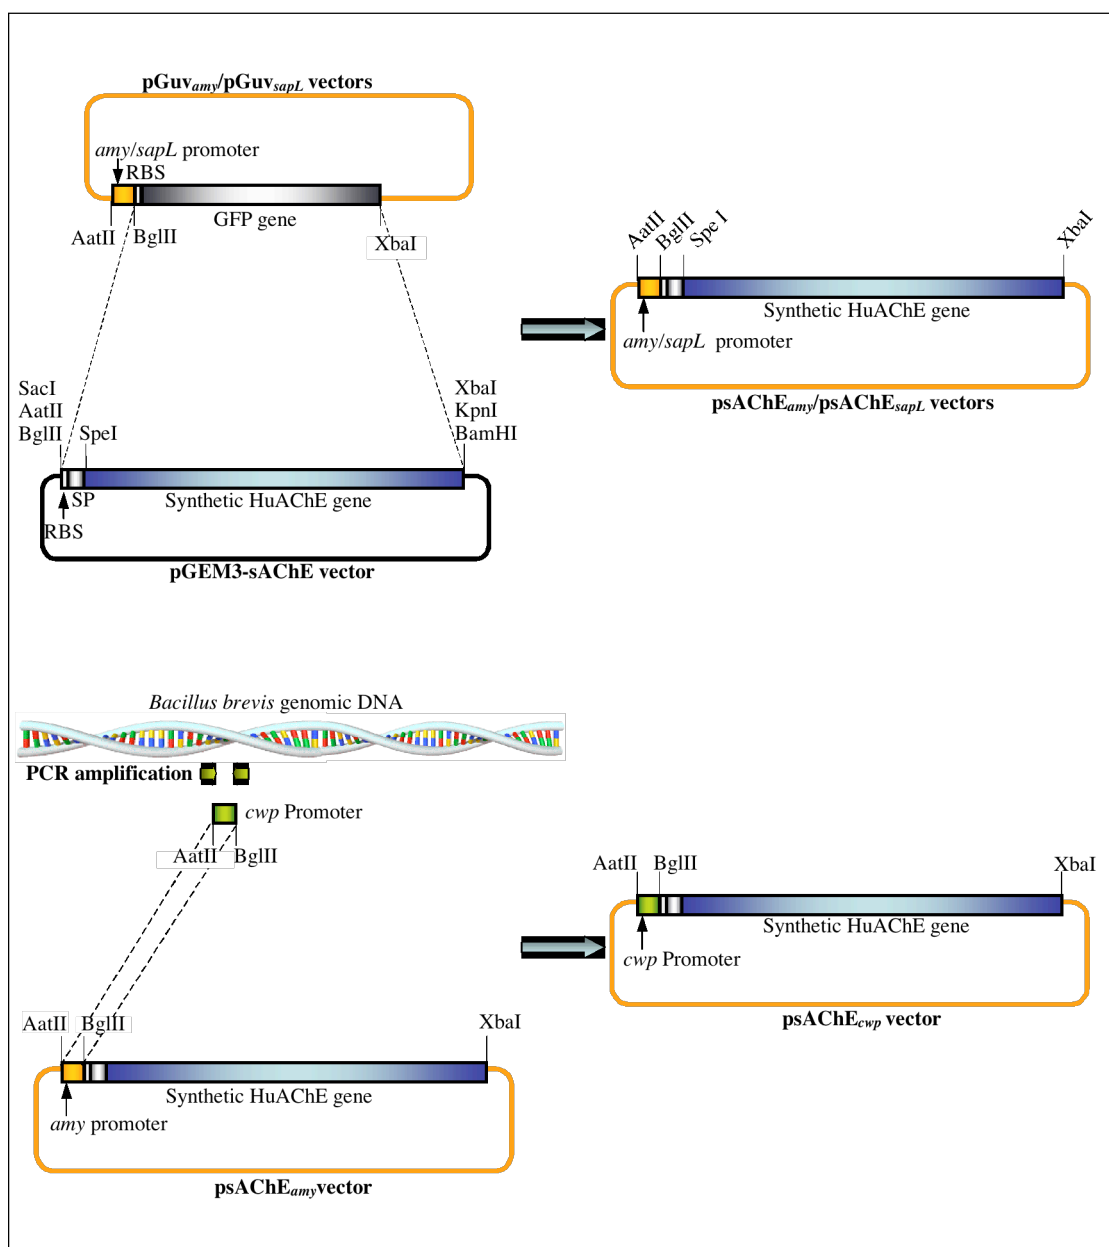 pGuvamy/pGuvsapL vectors
amy/sapL promoter
RBS
GFP gene
AatII
BglII
XbaI
AatII
BglII
Spe I
XbaI
Synthetic HuAChE gene
amy/sapL promoter
psAChEamy/psAChEsapL vectors
SacI
AatII
BglII
SpeI
XbaI
KpnI
BamHI
SP
Synthetic HuAChE gene
RBS
pGEM3-sAChE vector
Bacillus brevis genomic DNA
PCR amplification
cwp Promoter
AatII
BglII
AatII
BglII
XbaI
Synthetic HuAChE gene
cwp Promoter
psAChEcwp vector
AatII
BglII
XbaI
Synthetic HuAChE gene
amy promoter
psAChEamyvector